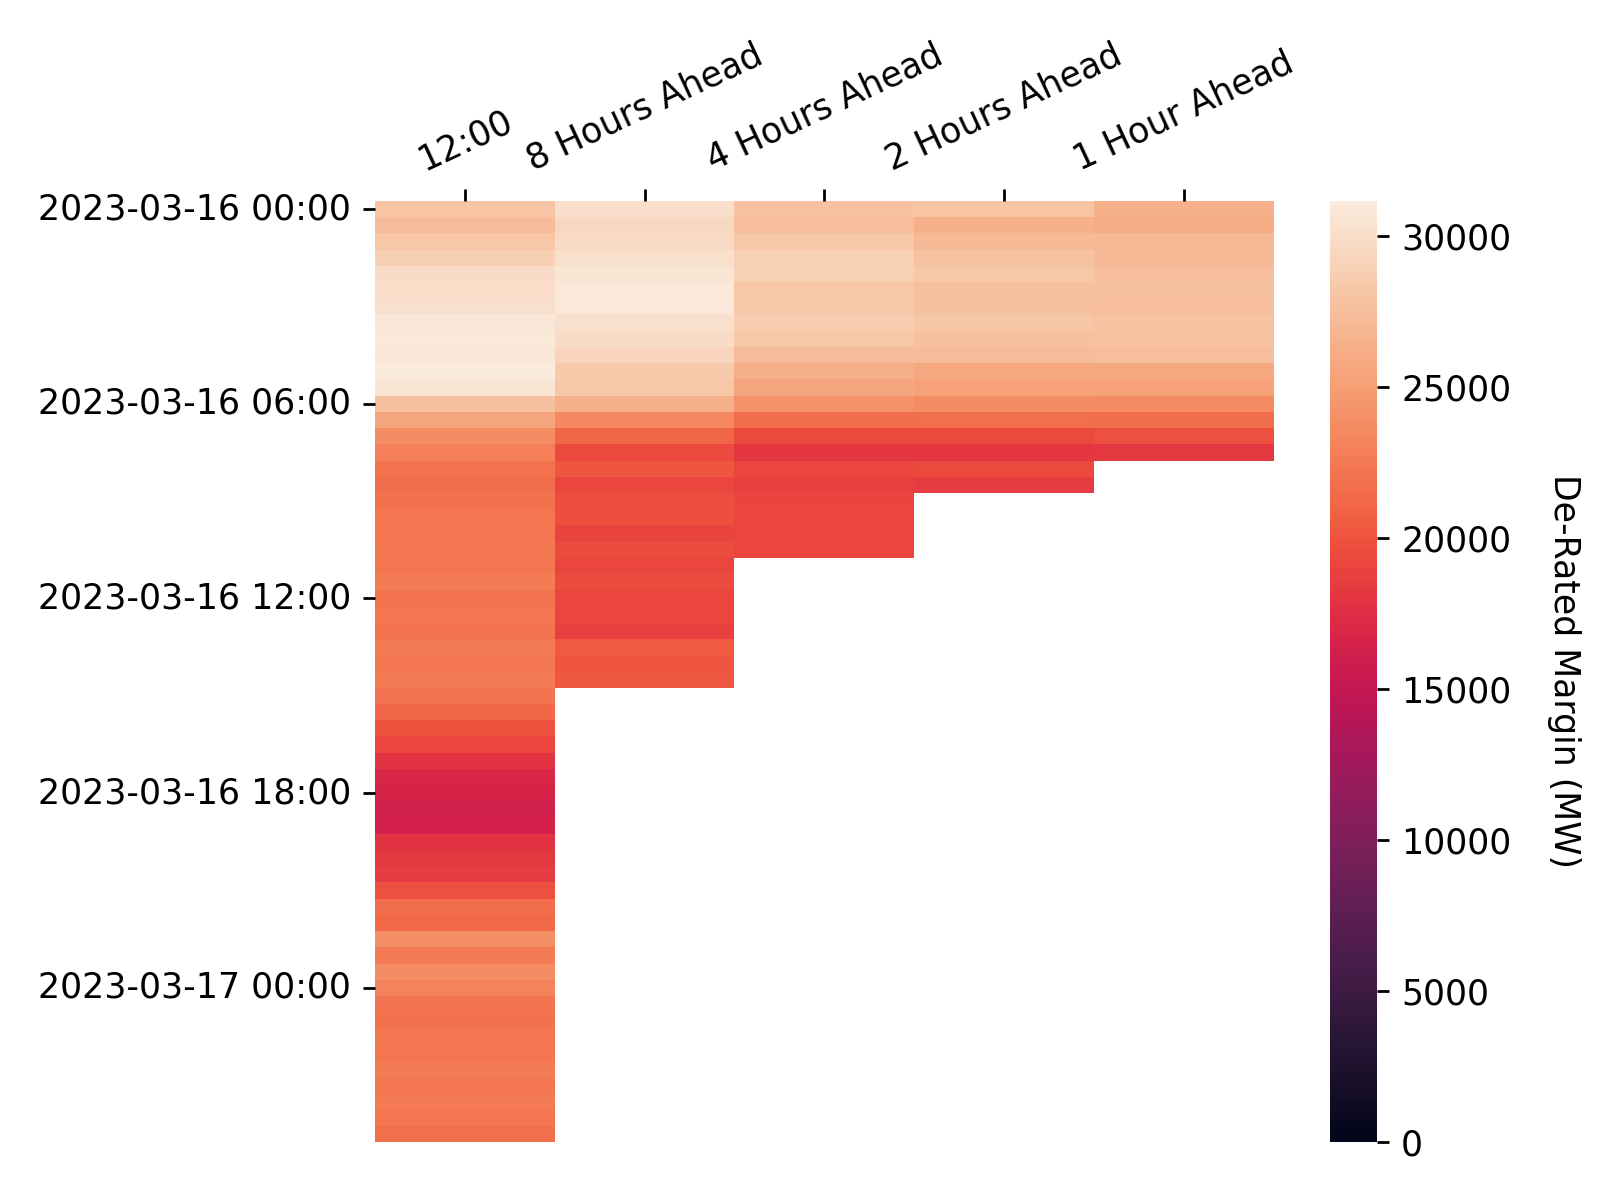 12:00
8 Hours Ahead
4 Hours Ahead
2 Hours Ahead
1 Hour Ahead
2023-03-16 00:00
2023-03-16 06:00
2023-03-16 12:00
2023-03-16 18:00
2023-03-17 00:00
30000
25000
20000
15000
10000
5000
0
De-Rated Margin (MW)